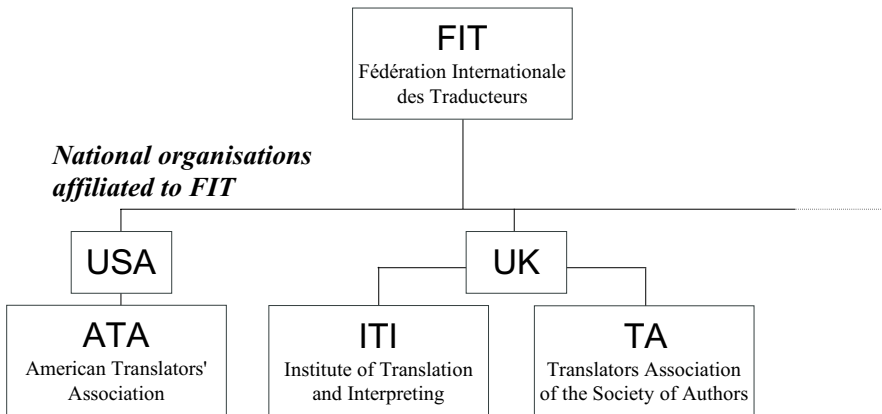 FIT
Fédération Internationale
des Traducteurs
National organisations
affiliated to FIT
USA
UK
ATA
American Translators'
Association
ITI
Institute of Translation
and Interpreting
TA
Translators Association
of the Society of Authors